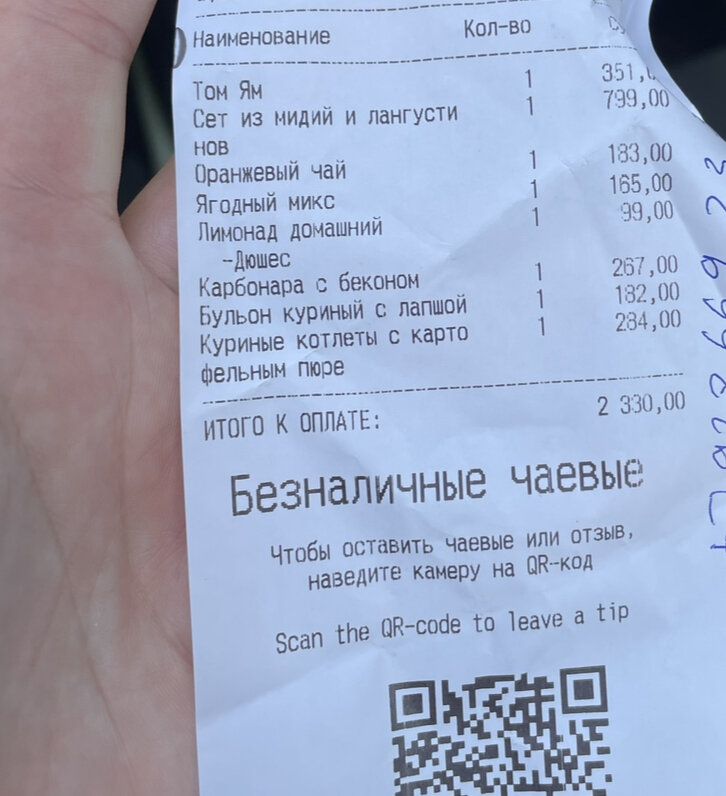 Наименование Кол-во
Том Ям 1 351,
Сет из мидий и лангусти 1 799,00
нов
Оранжевый чай 1 183,00
Ягодный микс 1 165,00
Лимонад домашний 1 99,00
-Дюшес
Карбонара с беконом 1 267,00
Бульон куриный с лапшой 1 182,00
Куриные котлеты с карто 1 284,00
фельным пюре
ИТОГО К ОПЛАТЕ: 2 330,00
Безналичные чаевые
Чтобы оставить чаевые или отзыв,
наведите камеру на QR-код
Scan the QR-code to leave a tip